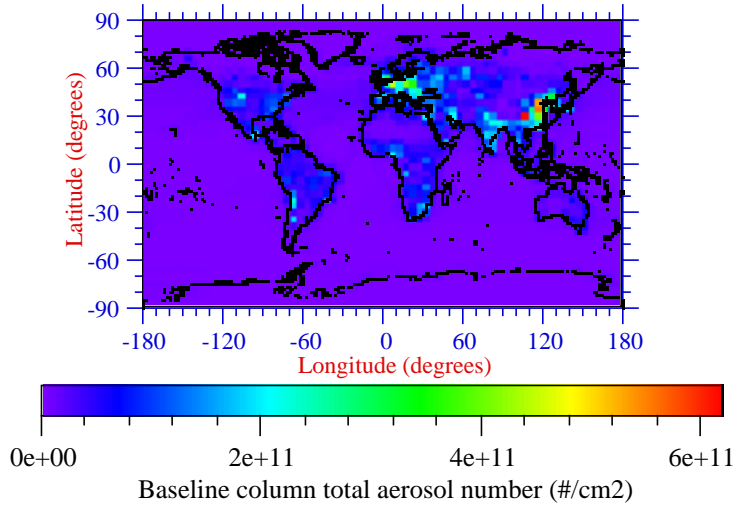 90
60
30
0
-30
-60
-90
Latitude (degrees)
-180 -120 -60 0 60 120 180
Longitude (degrees)
0e+00 2e+11 4e+11 6e+11
Baseline column total aerosol number (#/cm2)